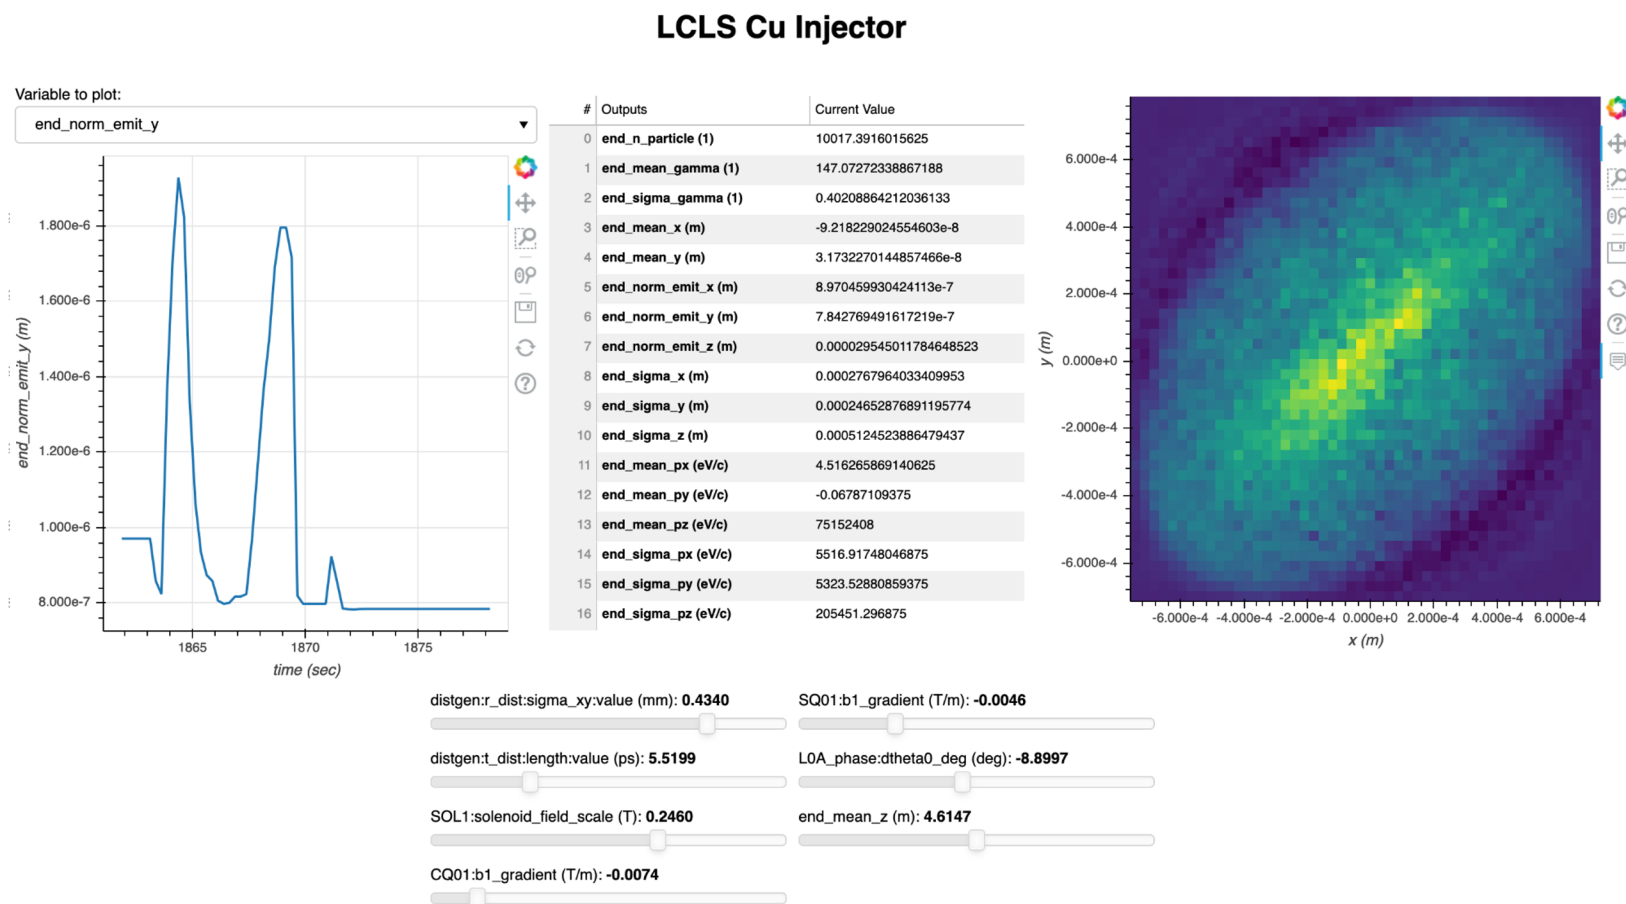 LCLS Cu Injector
Variable to plot:
end_norm_emit_y
end_norm_emit_y (m)
1.800e-6
1.600e-6
1.400e-6
1.200e-6
1.000e-6
8.000e-7
1865 1870 1875
time (sec)
# Outputs Current Value
0 end_n_particle (1) 10017.3916015625
1 end_mean_gamma (1) 147.07272338867188
2 end_sigma_gamma (1) 0.40208864212036133
3 end_mean_x (m) -9.218229024554603e-8
4 end_mean_y (m) 3.1732270144857466e-8
5 end_norm_emit_x (m) 8.970459930424113e-7
6 end_norm_emit_y (m) 7.842769491617219e-7
7 end_norm_emit_z (m) 0.000029545011784648523
8 end_sigma_x (m) 0.0002767964033409953
9 end_sigma_y (m) 0.00024652876891195774
10 end_sigma_z (m) 0.0005124523886479437
11 end_mean_px (eV/c) 4.516265869140625
12 end_mean_py (eV/c) -0.06787109375
13 end_mean_pz (eV/c) 75152408
14 end_sigma_px (eV/c) 5516.91748046875
15 end_sigma_py (eV/c) 5323.52880859375
16 end_sigma_pz (eV/c) 205451.296875
y (m)
6.000e-4
4.000e-4
2.000e-4
0.000e+0
-2.000e-4
-4.000e-4
-6.000e-4
-6.000e-4 -4.000e-4 -2.000e-4 0.000e+0 2.000e-4 4.000e-4 6.000e-4
x (m)
distgen:r_dist:sigma_xy:value (mm): 0.4340
SQ01:b1_gradient (T/m): -0.0046
distgen:t_dist:length:value (ps): 5.5199
L0A_phase:dtheta0_deg (deg): -8.8997
SOL1:solenoid_field_scale (T): 0.2460
end_mean_z (m): 4.6147
CQ01:b1_gradient (T/m): -0.0074